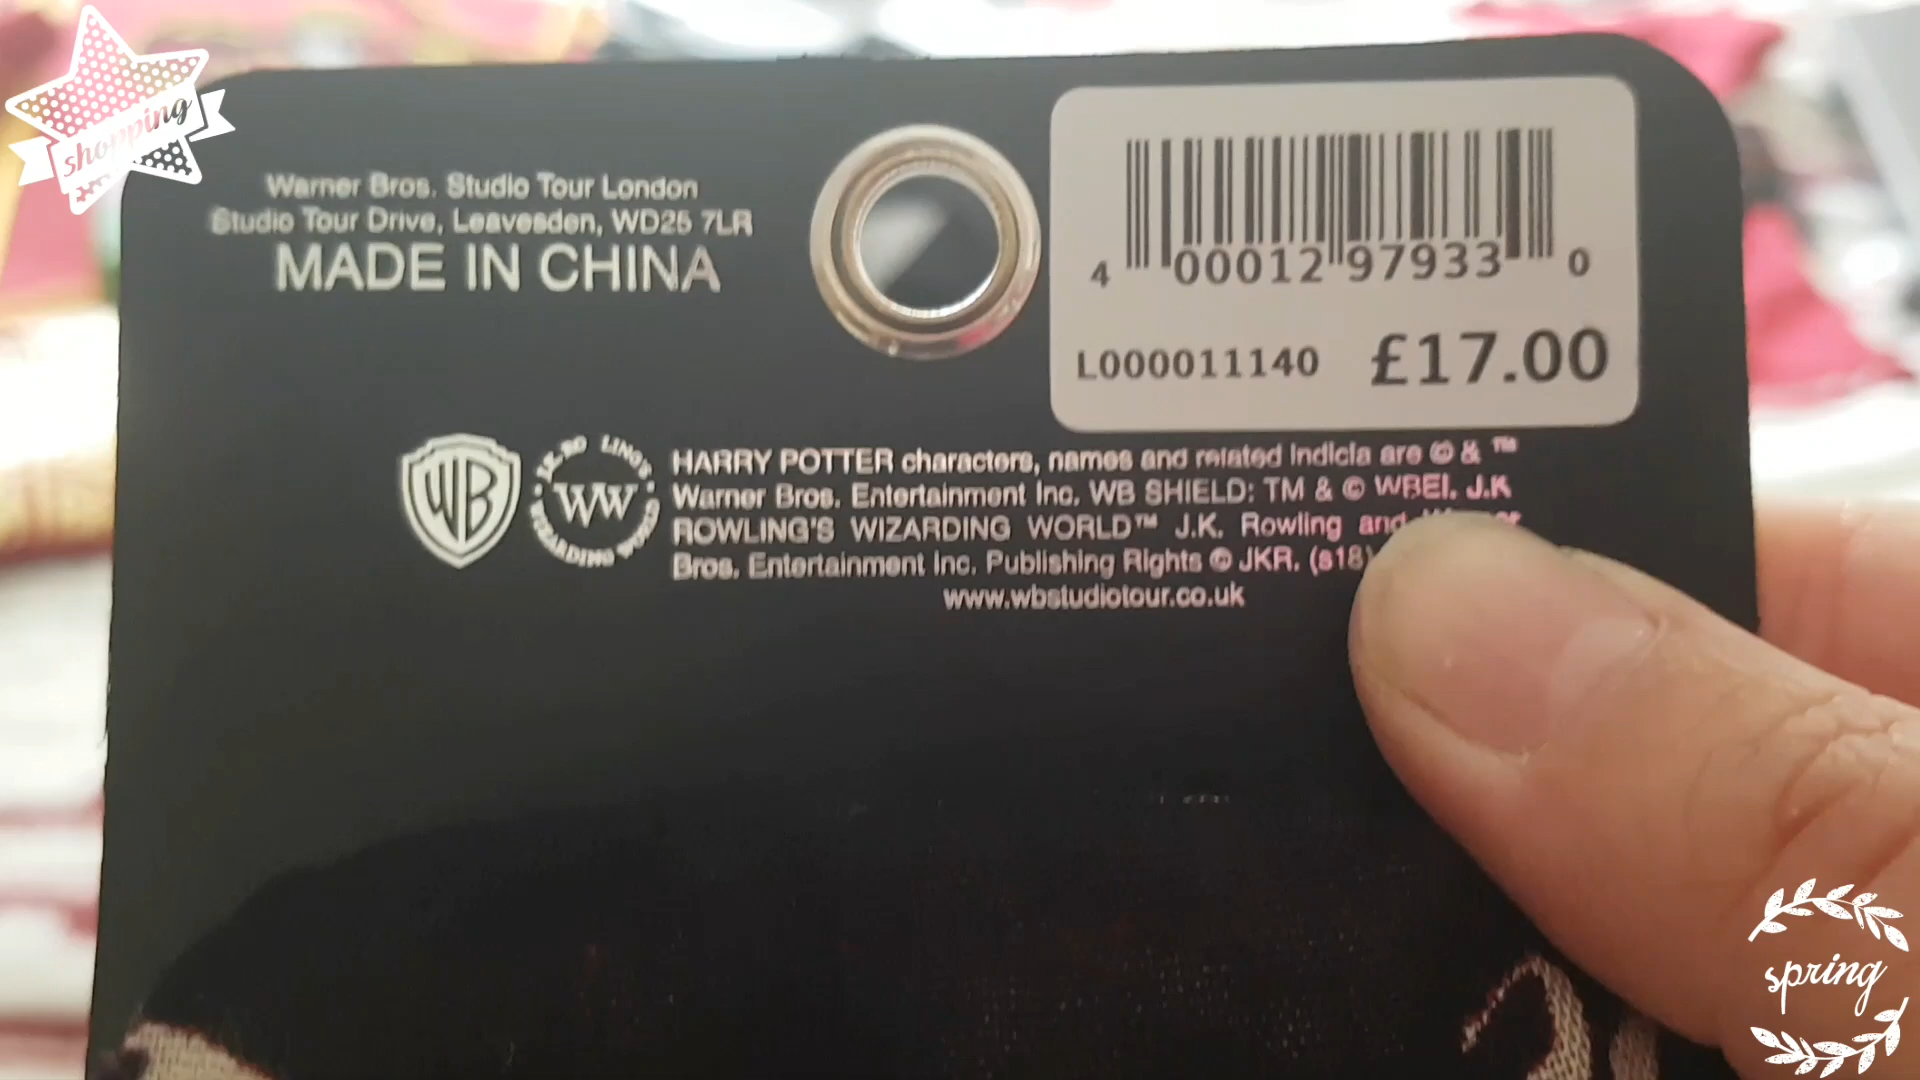 shopping
Warner Bros. Studio Tour London
Studio Tour Drive, Leavesden, WD25 7LR
MADE IN CHINA
4 00012 97933 0
L000011140 £17.00
WB
J.K. ROWLING'S WIZARDING WORLD
WW
HARRY POTTER characters, names and related indicia are © & ™
Warner Bros. Entertainment Inc. WB SHIELD: TM & © WBEI. J.K
ROWLING'S WIZARDING WORLD™ J.K. Rowling and
Bros. Entertainment Inc. Publishing Rights © JKR. (s18)
www.wbstudiotour.co.uk
spring